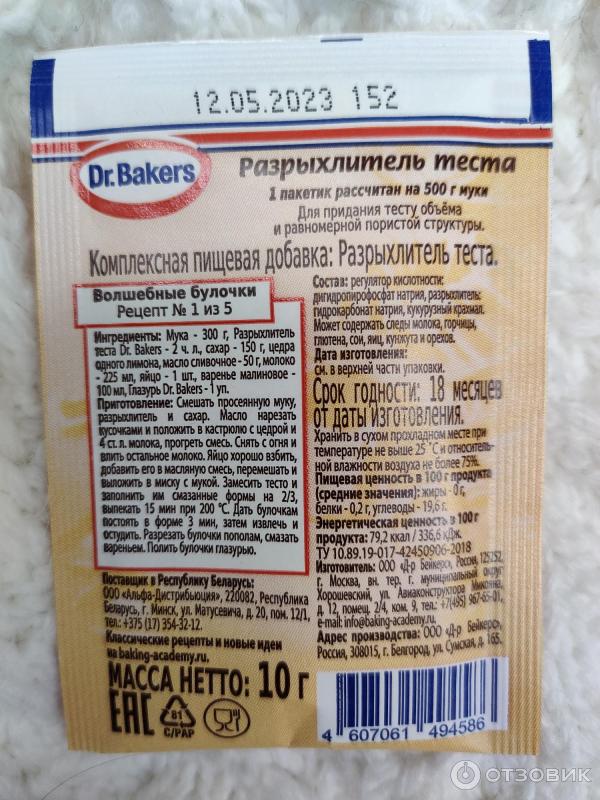 12.05.2023 152
Dr.Bakers
Разрыхлитель теста
1 пакетик рассчитан на 500 г муки
Для придания тесту объёма
и равномерной пористой структуры.
Комплексная пищевая добавка: Разрыхлитель теста.
Волшебные булочки
Рецепт № 1 из 5
Ингредиенты: Мука - 300 г, Разрыхлитель
теста Dr. Bakers - 2 ч. л., сахар - 150 г, цедра
одного лимона, масло сливочное - 50 г, молоко
- 225 мл, яйцо - 1 шт., варенье малиновое -
100 мл, Глазурь Dr. Bakers - 1 уп.
Приготовление: Смешать просеянную муку,
разрыхлитель и сахар. Масло нарезать
кусочками и положить в кастрюлю с цедрой и
4 ст. л. молока, прогреть смесь. Снять с огня и
влить остальное молоко. Яйцо хорошо взбить,
добавить его в масляную смесь, перемешать и
выложить в миску с мукой. Замесить тесто и
заполнить им смазанные формы на 2/3,
выпекать 15 мин при 200 °С. Дать булочкам
постоять в форме 3 мин, затем извлечь и
остудить. Разрезать булочки пополам, смазать
вареньем. Полить булочки глазурью.
Состав: регулятор кислотности:
дигидропирофосфат натрия, разрыхлитель:
гидрокарбонат натрия, кукурузный крахмал.
Может содержать следы молока, горчицы,
глютена, сои, яиц, кунжута и орехов.
Дата изготовления:
см. в верхней части упаковки.
Срок годности: 18 месяцев
от даты изготовления.
Хранить в сухом прохладном месте при
температуре не выше 25 °С и относитель-
ной влажности воздуха не более 75%.
Пищевая ценность в 100 г продукта
(средние значения): жиры - 0 г,
белки - 0,2 г, углеводы - 19,6 г.
Энергетическая ценность в 100 г
продукта: 79,2 ккал / 336,6 кДж.
ТУ 10.89.19-017-42450906-2018
Изготовитель: ООО «Д-р Бейкерс», Россия, 125252,
г. Москва, вн. тер. г. муниципальный округ
Хорошевский, ул. Авиаконструктора Микояна,
д. 12, помещ. 2/4, ком. 9, тел.: +7(495) 967-65-01,
e-mail: info@baking-academy.ru.
Адрес производства: ООО «Д-р Бейкерс»,
Россия, 308015, г. Белгород, ул. Сумская, д. 165.
Поставщик в Республику Беларусь:
ООО «Альфа-Дистрибьюция», 220082, Республика
Беларусь, г. Минск, ул. Матусевича, д. 20, пом. 12/1,
тел.: +375 (17) 354-32-12.
Классические рецепты и новые идеи
на baking-academy.ru.
МАССА НЕТТО: 10 г
EAC
81
C/PAP
4 607061 494586
ОТЗОВИК